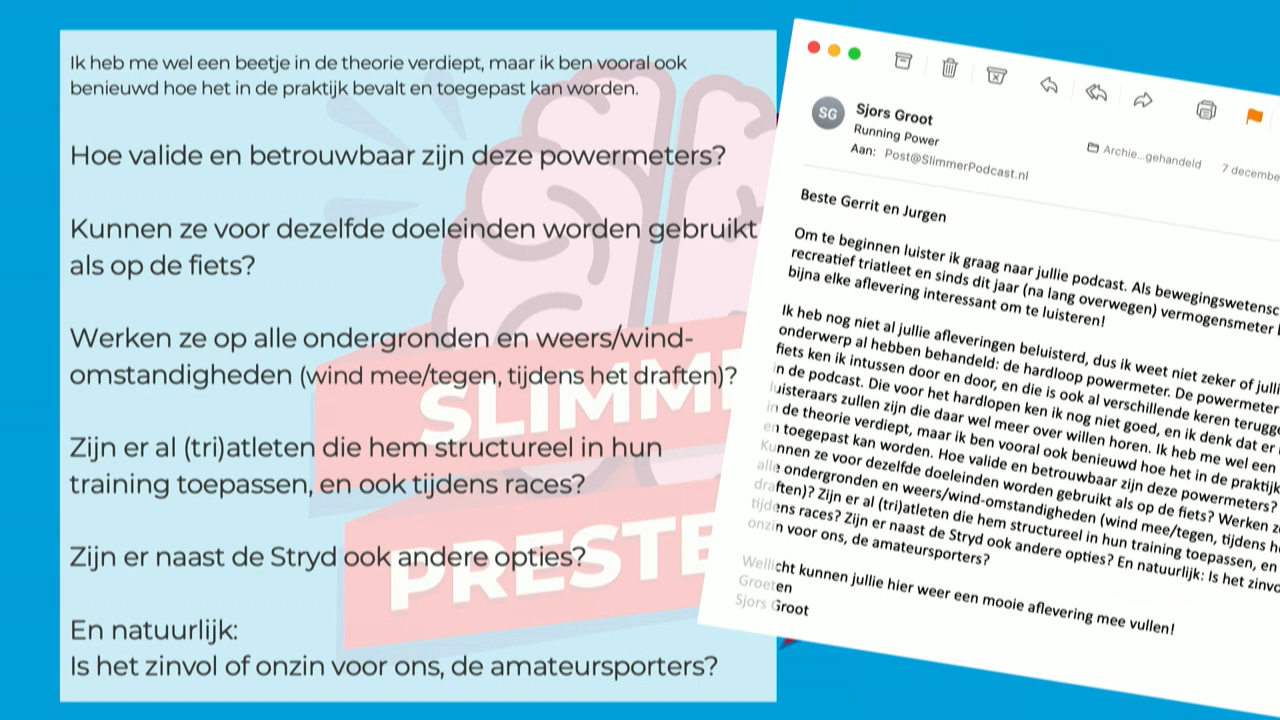 Ik heb me wel een beetje in de theorie verdiept, maar ik ben vooral ook
benieuwd hoe het in de praktijk bevalt en toegepast kan worden.
Hoe valide en betrouwbaar zijn deze powermeters?
Kunnen ze voor dezelfde doeleinden worden gebruikt
als op de fiets?
Werken ze op alle ondergronden en weers/wind-
omstandigheden (wind mee/tegen, tijdens het draften)?
Zijn er al (tri)atleten die hem structureel in hun
training toepassen, en ook tijdens races?
Zijn er naast de Stryd ook andere opties?
En natuurlijk:
Is het zinvol of onzin voor ons, de amateursporters?
SLIMM
PRESTE
SG
Sjors Groot
Running Power
Aan: Post@SlimmerPodcast.nl
Archie...gehandeld
7 decembe
Beste Gerrit en Jurgen
Om te beginnen luister ik graag naar jullie podcast. Als bewegingswetensc
recreatief triatleet en sinds dit jaar (na lang overwegen) vermogensmeter
bijna elke aflevering interessant om te luisteren!
Ik heb nog niet al jullie afleveringen beluisterd, dus ik weet niet zeker of julli
onderwerp al hebben behandeld: de hardloop powermeter. De powermeter
fiets ken ik intussen door en door, en die is ook al verschillende keren terugge
in de podcast. Die voor het hardlopen ken ik nog niet goed, en ik denk dat er
luisteraars zullen zijn die daar wel meer over willen horen. Ik heb me wel een
in de theorie verdiept, maar ik ben vooral ook benieuwd hoe het in de praktijk
en toegepast kan worden. Hoe valide en betrouwbaar zijn deze powermeters?
Kunnen ze voor dezelfde doeleinden worden gebruikt als op de fiets? Werken ze
alle ondergronden en weers/wind-omstandigheden (wind mee/tegen, tijdens h
draften)? Zijn er al (tri)atleten die hem structureel in hun training toepassen, en
tijdens races? Zijn er naast de Stryd ook andere opties? En natuurlijk: Is het zinvo
onzin voor ons, de amateursporters?
Wellicht kunnen jullie hier weer een mooie aflevering mee vullen!
Groeten
Sjors Groot